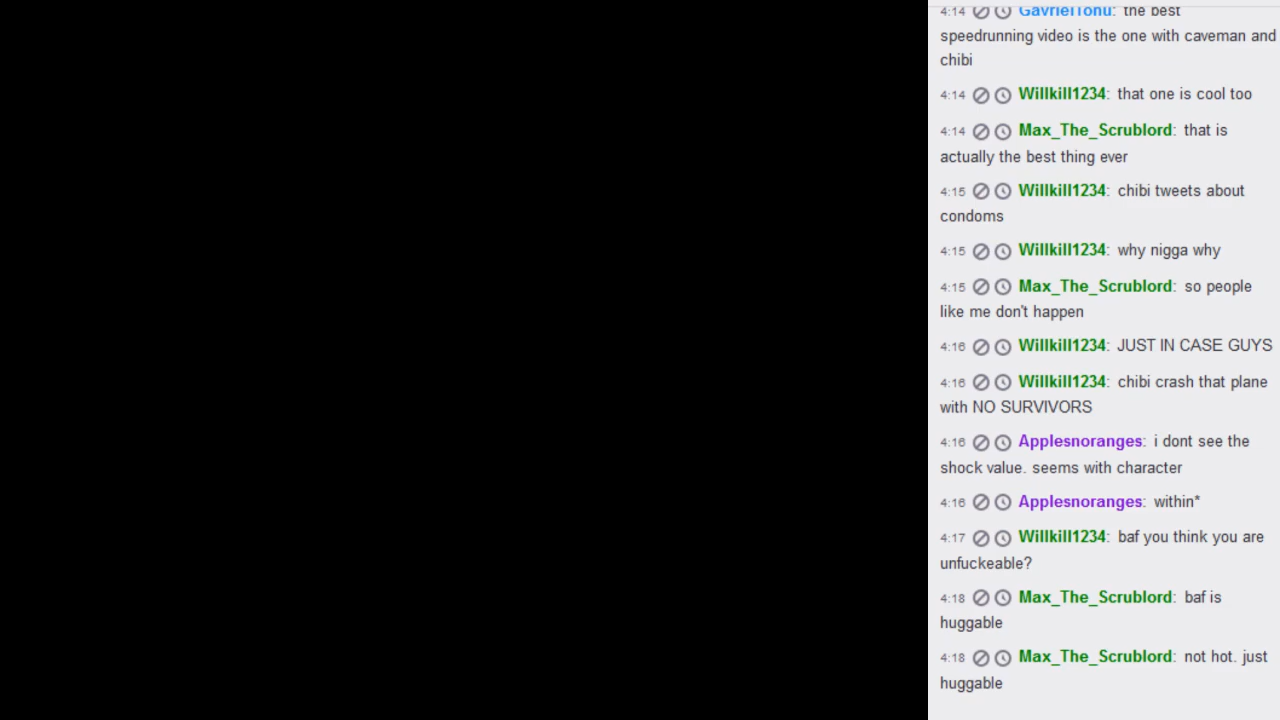 4:14 GavrielTohu: the best
speedrunning video is the one with caveman and
chibi
4:14 Willkill1234: that one is cool too
4:14 Max_The_Scrublord: that is
actually the best thing ever
4:15 Willkill1234: chibi tweets about
condoms
4:15 Willkill1234: why nigga why
4:15 Max_The_Scrublord: so people
like me don't happen
4:16 Willkill1234: JUST IN CASE GUYS
4:16 Willkill1234: chibi crash that plane
with NO SURVIVORS
4:16 Applesnoranges: i dont see the
shock value. seems with character
4:16 Applesnoranges: within*
4:17 Willkill1234: baf you think you are
unfuckeable?
4:18 Max_The_Scrublord: baf is
huggable
4:18 Max_The_Scrublord: not hot. just
huggable